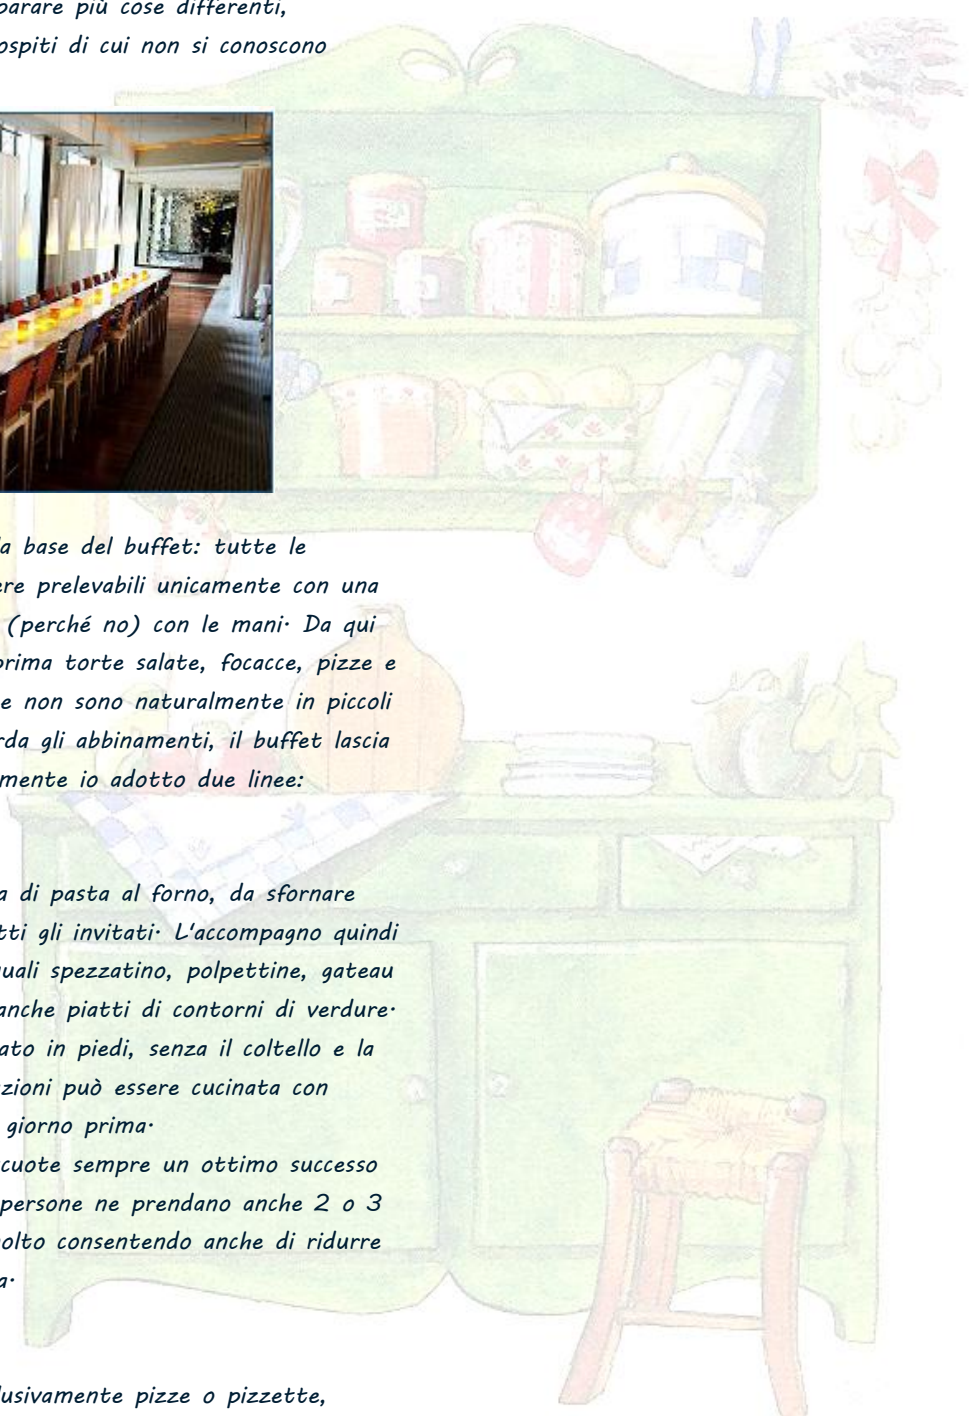 parare più cose differenti,
ospiti di cui non si conoscono
la base del buffet: tutte le
ere prelevabili unicamente con una
(perché no) con le mani. Da qui
prima torte salate, focacce, pizze e
e non sono naturalmente in piccoli
rda gli abbinamenti, il buffet lascia
mente io adotto due linee:
a di pasta al forno, da sfornare
tti gli invitati. L'accompagno quindi
quali spezzatino, polpettine, gateau
anche piatti di contorni di verdure.
ato in piedi, senza il coltello e la
zioni può essere cucinata con
giorno prima.
cuote sempre un ottimo successo
persone ne prendano anche 2 o 3
olto consentendo anche di ridurre
a.
lusivamente pizze o pizzette,